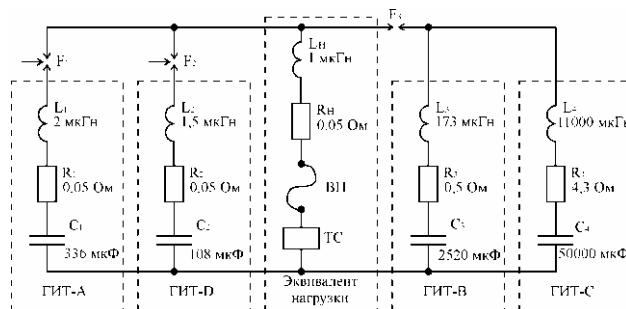 F₁
F₂
F₃
L₁
2 мкГн
L₂
1,5 мкГн
Lн
1 мкГн
L₃
173 мкГн
L₄
11000 мкГн
R₁
0,05 Ом
R₂
0,05 Ом
Rн
0,05 Ом
R₃
0,5 Ом
4,3 Ом
ВП
ТС
C₁
336 мкФ
C₂
108 мкФ
C₃
2520 мкФ
C₄
50000 мкФ
ГИТ-A
ГИТ-D
Эквивалент
нагрузки
ГИТ-B
ГИТ-C